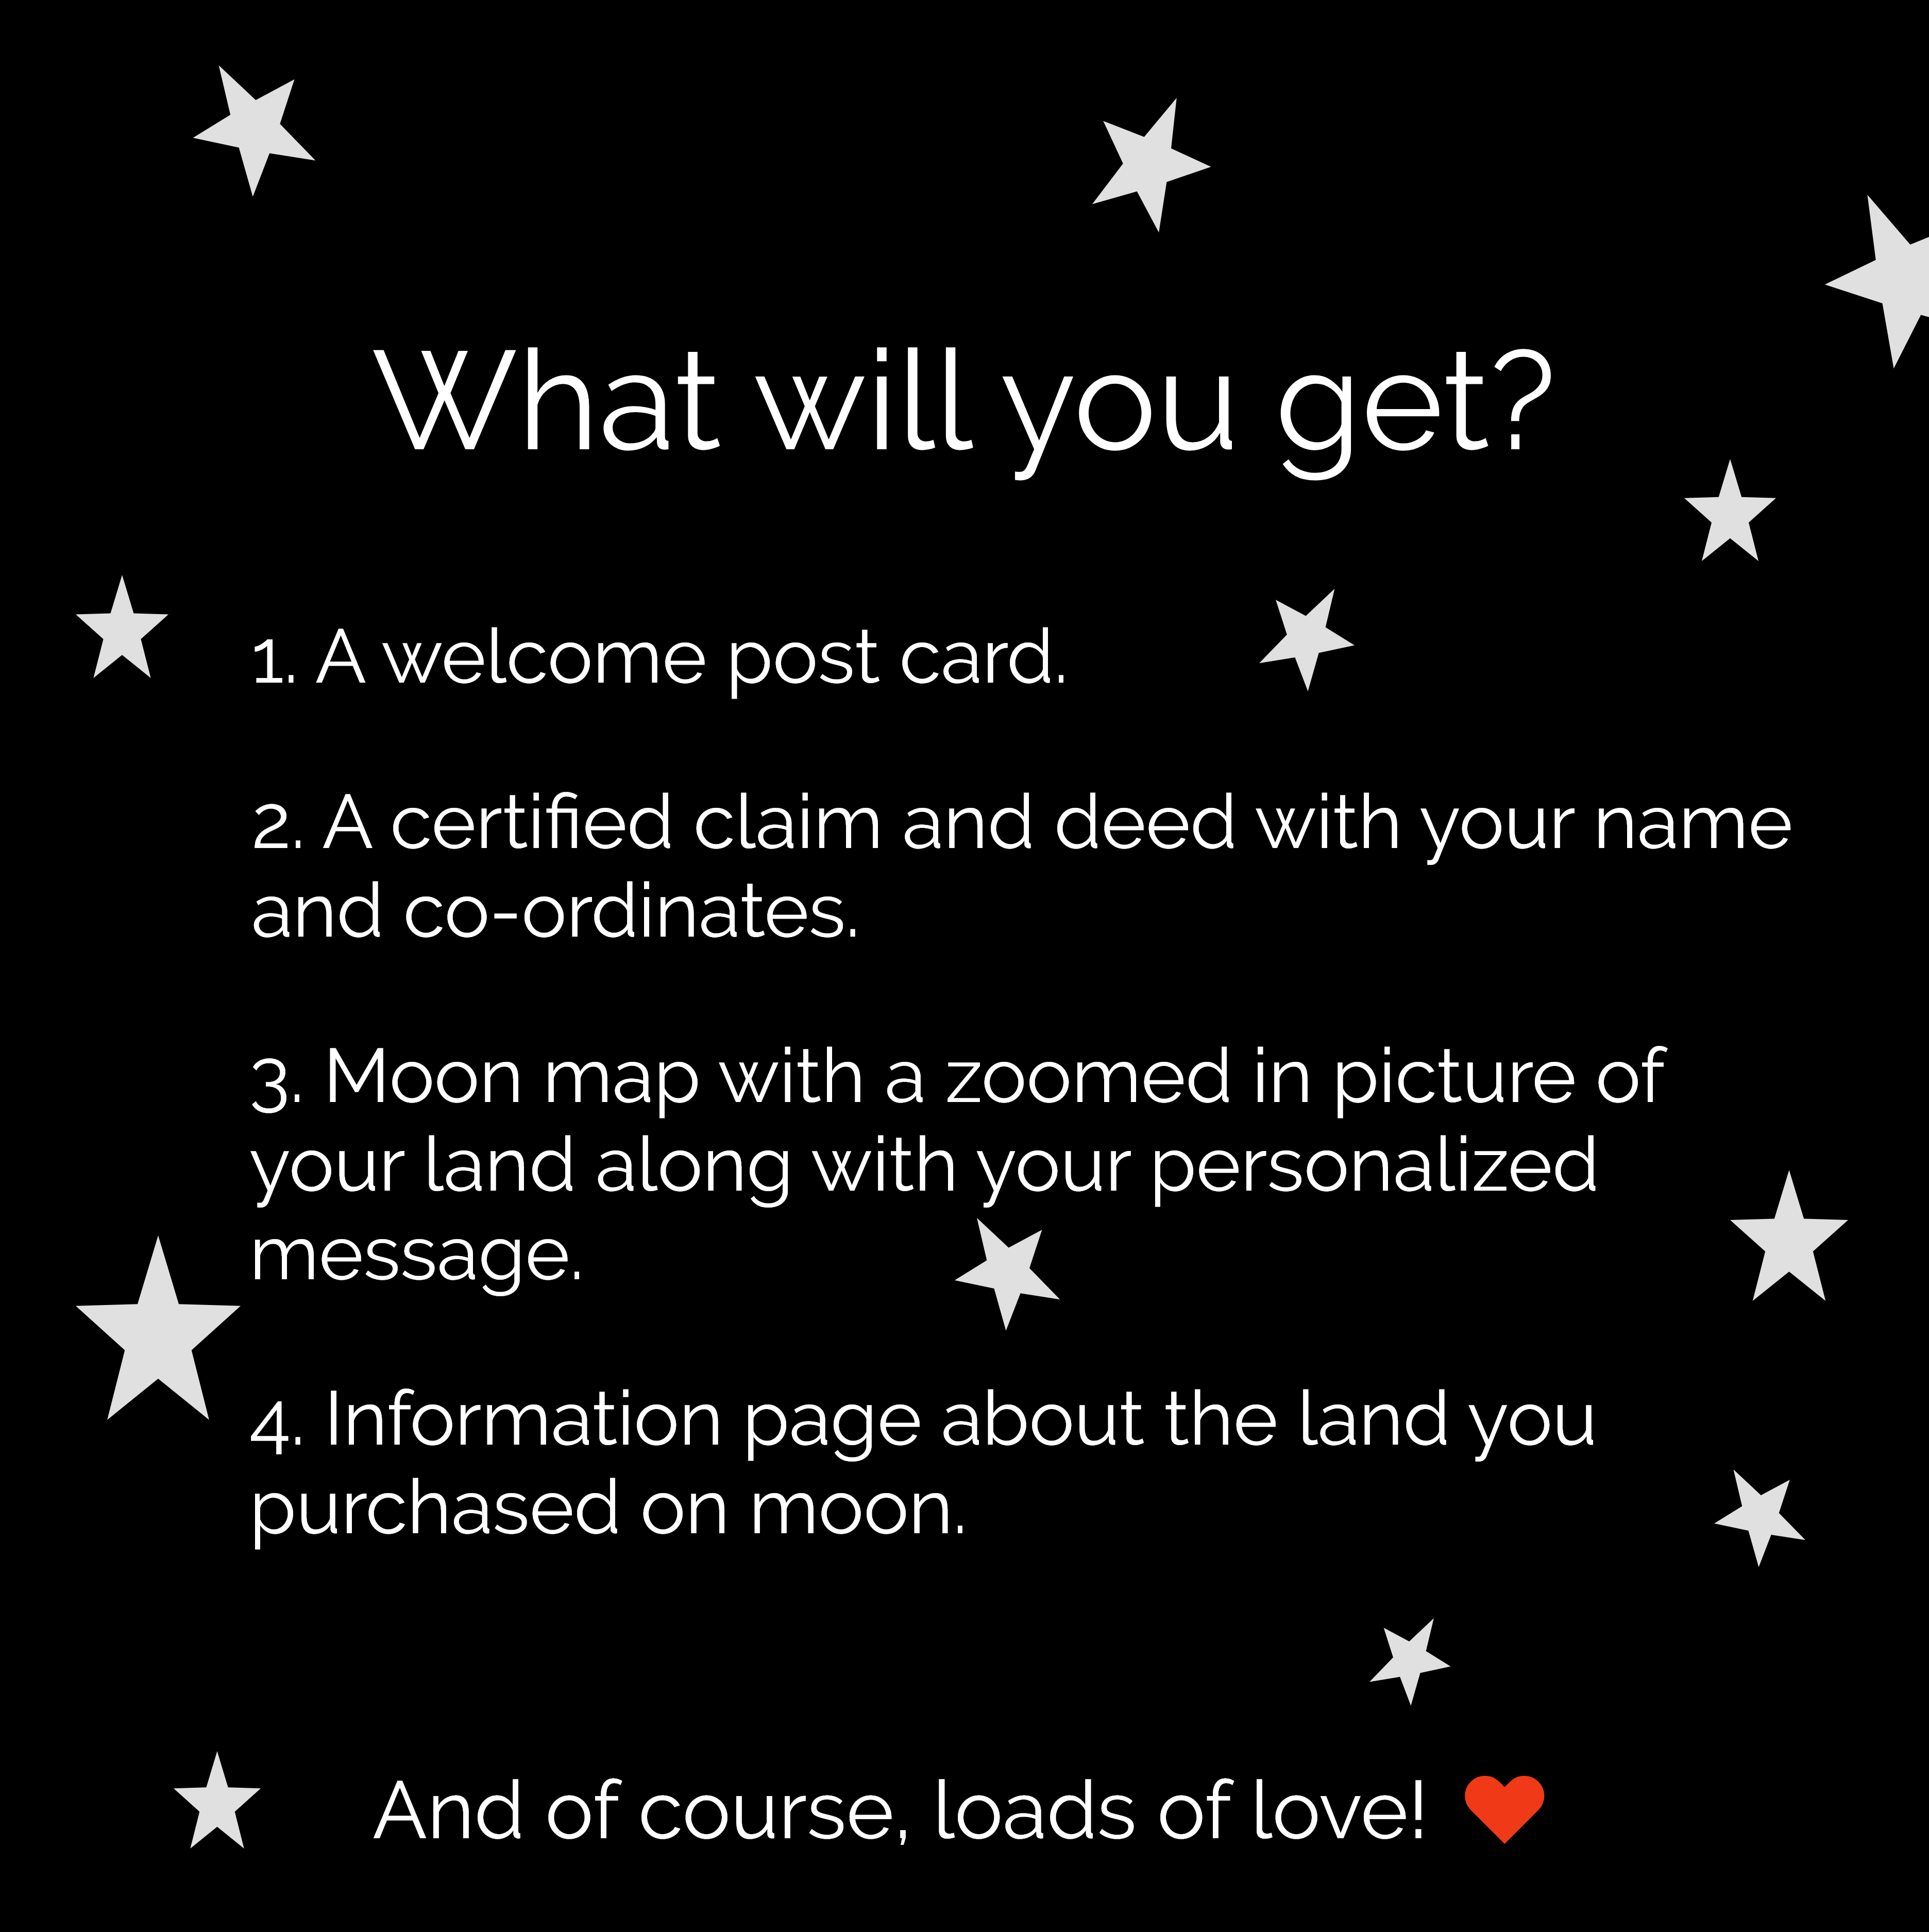 What will you get?
1. A welcome post card.
2. A certified claim and deed with your name
and co-ordinates.
3. Moon map with a zoomed in picture of
your land along with your personalized
message.
4. Information page about the land you
purchased on moon.
And of course, loads of love!